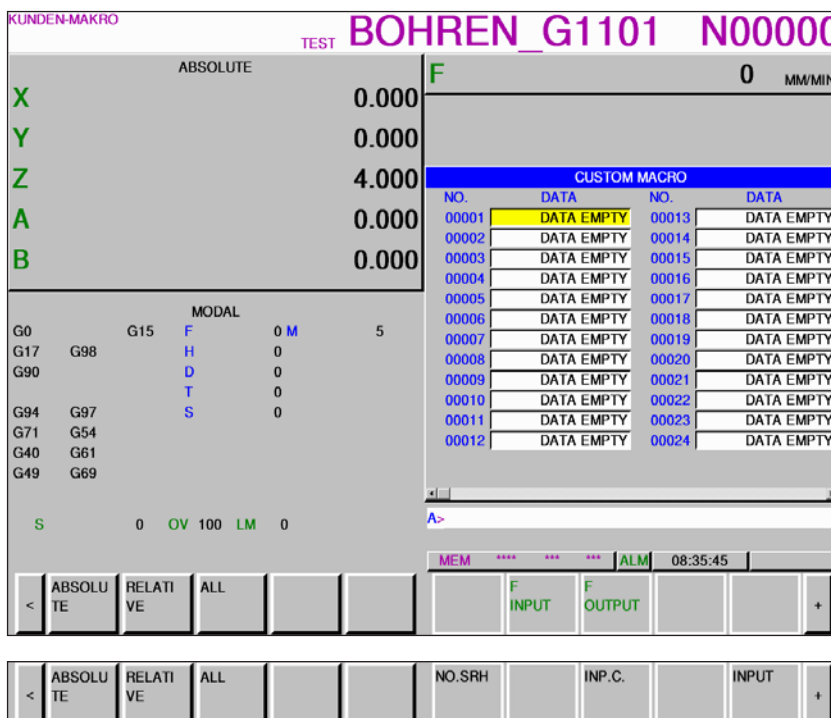 KUNDEN-MAKRO
TEST BOHREN_G1101 N00000
ABSOLUTE
X 0.000
Y 0.000
Z 4.000
A 0.000
B 0.000
F 0 MM/MIN
CUSTOM MACRO
NO. DATA NO. DATA
00001 DATA EMPTY 00013 DATA EMPTY
00002 DATA EMPTY 00014 DATA EMPTY
00003 DATA EMPTY 00015 DATA EMPTY
00004 DATA EMPTY 00016 DATA EMPTY
00005 DATA EMPTY 00017 DATA EMPTY
00006 DATA EMPTY 00018 DATA EMPTY
00007 DATA EMPTY 00019 DATA EMPTY
00008 DATA EMPTY 00020 DATA EMPTY
00009 DATA EMPTY 00021 DATA EMPTY
00010 DATA EMPTY 00022 DATA EMPTY
00011 DATA EMPTY 00023 DATA EMPTY
00012 DATA EMPTY 00024 DATA EMPTY
MODAL
G0 G15 F 0 M 5
G17 G98 H 0
G90 D 0
T 0
G94 G97 S 0
G71 G54
G40 G61
G49 G69
S 0 OV 100 LM 0
A>
MEM **** *** *** ALM 08:35:45
< ABSOLU RELATI ALL F F +
TE VE INPUT OUTPUT
< ABSOLU RELATI ALL NO.SRH INP.C. INPUT +
TE VE